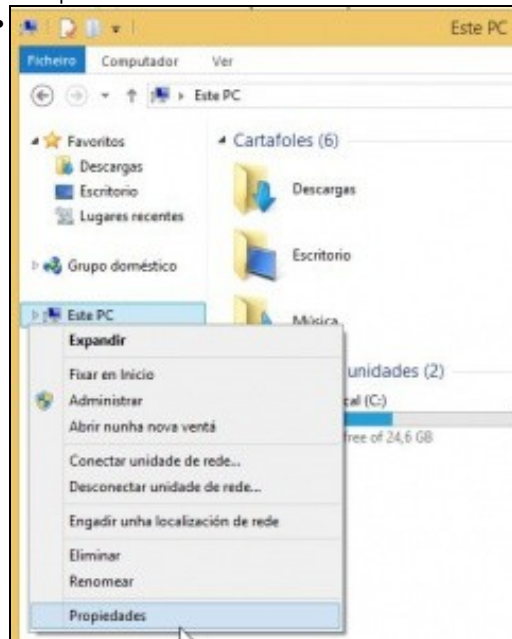 Este PC
Ficheiro Computador Ver
Este PC
Favoritos
Descargas
Escritorio
Lugares recentes
Grupo doméstico
Este PC
Cartafoles (6)
Descargas
Escritorio
Música
unidades (2)
cal (C:)
free of 24,6 GB
Expandir
Fixar en Inicio
Administrar
Abrir nunha nova ventá
Conectar unidade de rede...
Desconectar unidade de rede...
Engadir unha localización de rede
Eliminar
Renomear
Propiedades